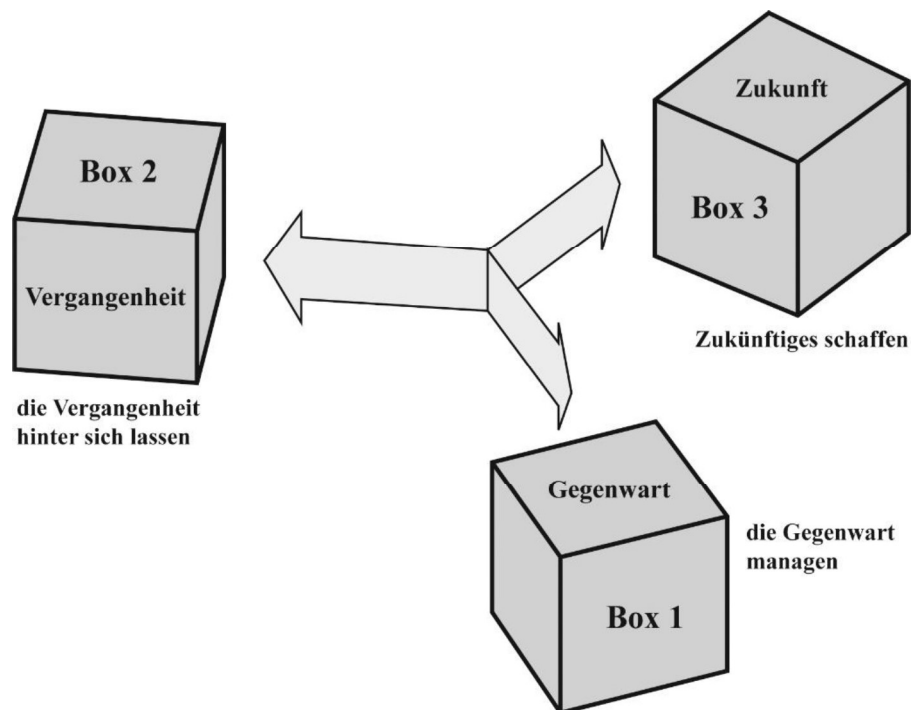 Zukunft
Box 3
Zukünftiges schaffen
Box 2
Vergangenheit
die Vergangenheit
hinter sich lassen
Gegenwart
Box 1
die Gegenwart
managen